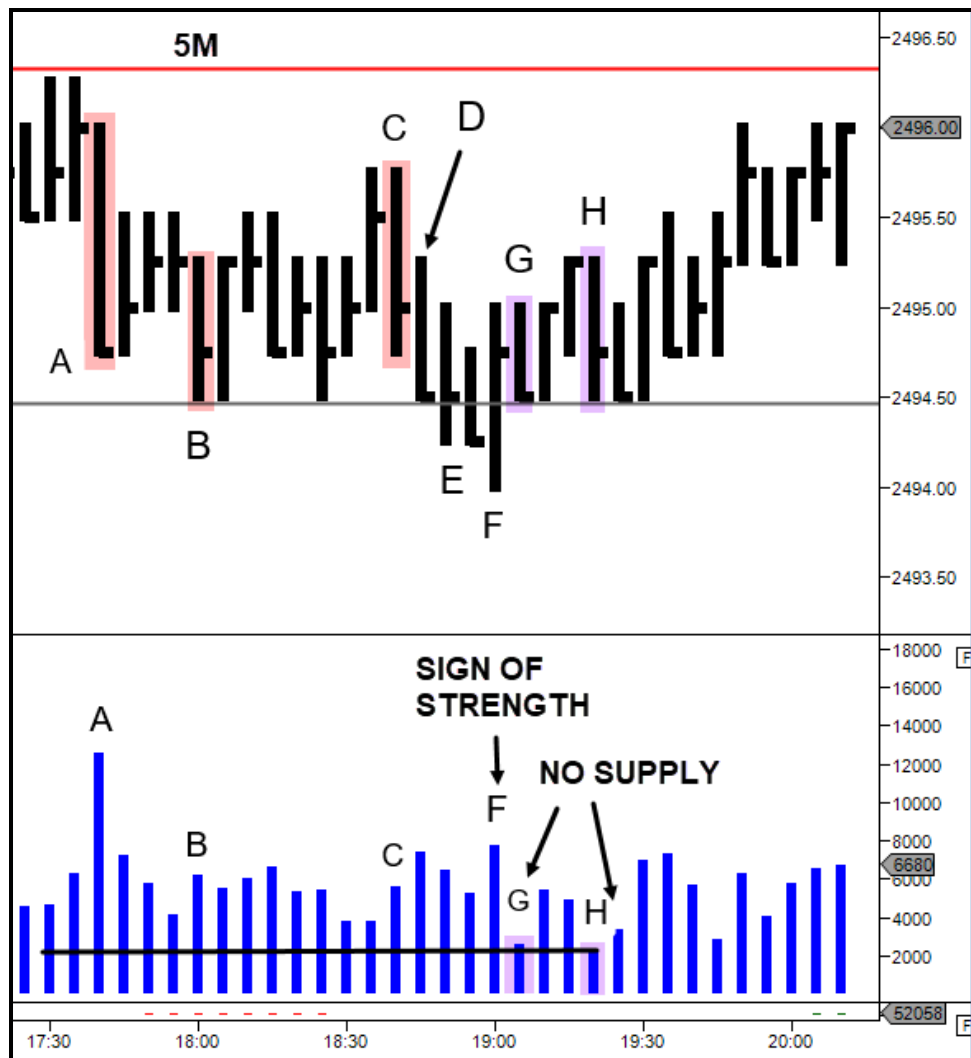 5M
2496.50
C
D
2496.00
H
2495.50
G
2495.00
A
2494.50
B
E
2494.00
F
2493.50
18000
F
SIGN OF
STRENGTH
16000
A
14000
NO SUPPLY
12000
F
10000
B
C
8000
6680
6000
G
H
4000
2000
52058
F
17:30
18:00
18:30
19:00
19:30
20:00